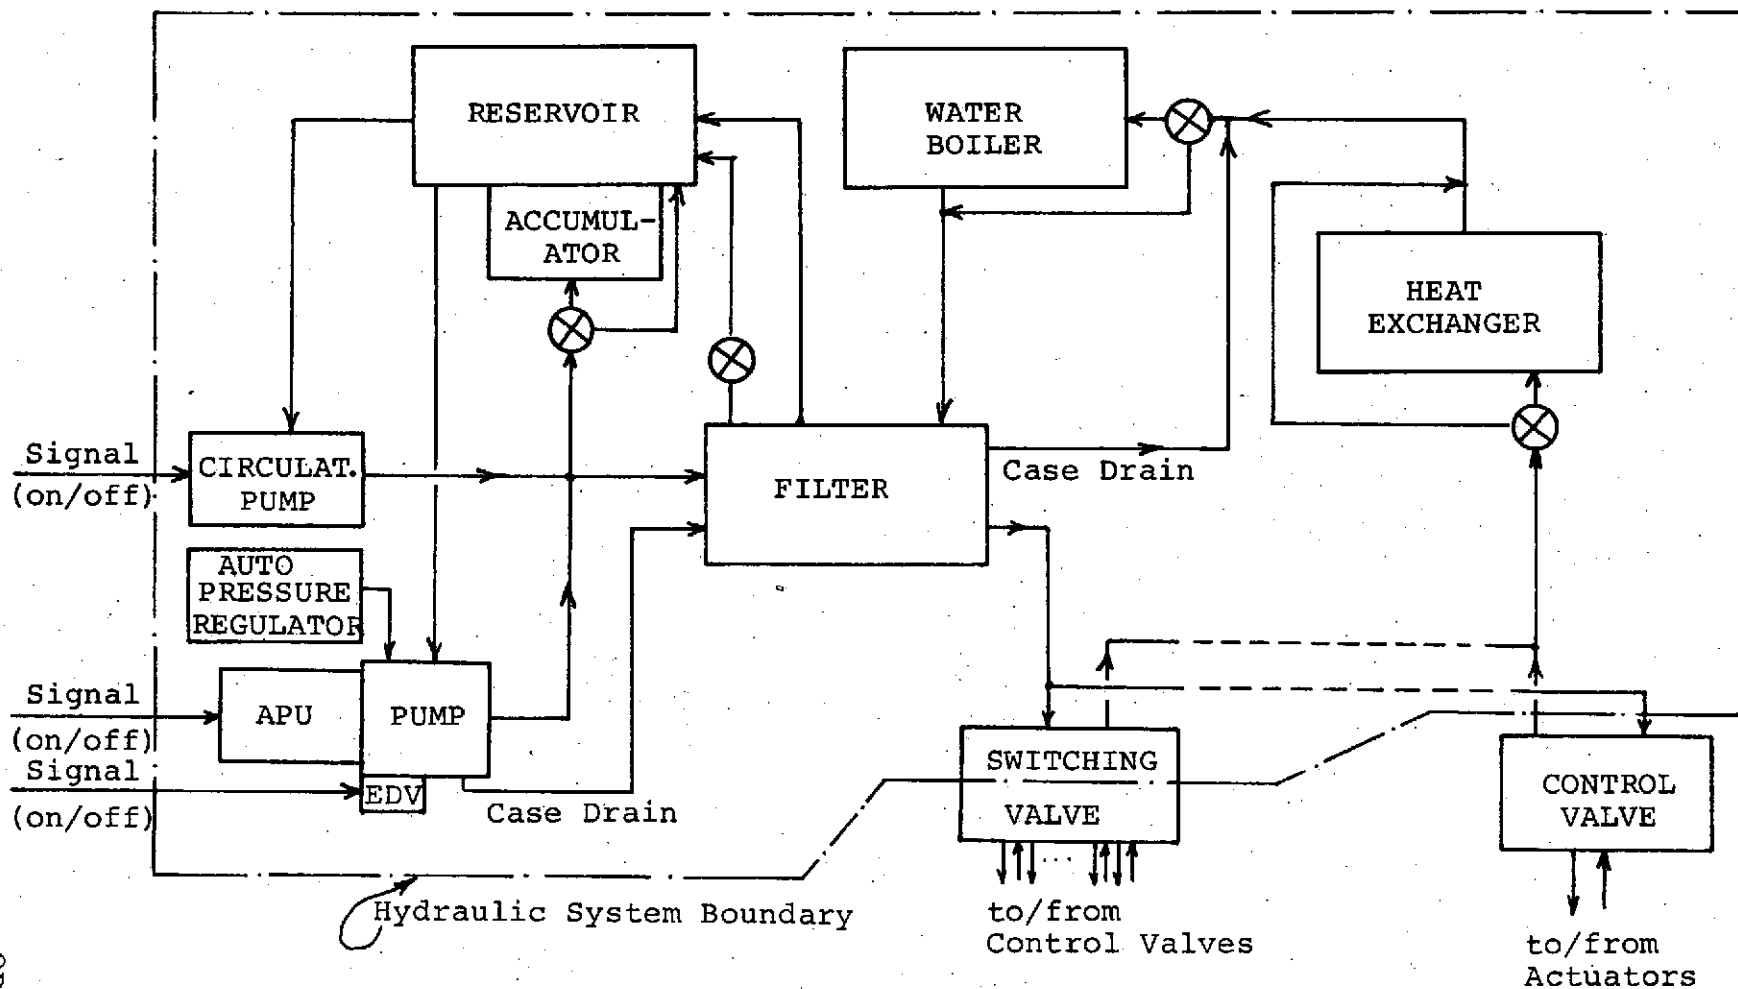 RESERVOIR
WATER
BOILER
ACCUMUL-
ATOR
HEAT
EXCHANGER
Signal
(on/off)
CIRCULAT.
PUMP
FILTER
Case Drain
AUTO
PRESSURE
REGULATOR
Signal
(on/off)
APU
PUMP
Signal
(on/off)
EDV
Case Drain
SWITCHING
VALVE
CONTROL
VALVE
...
Hydraulic System Boundary
to/from
Control Valves
to/from
Actuators